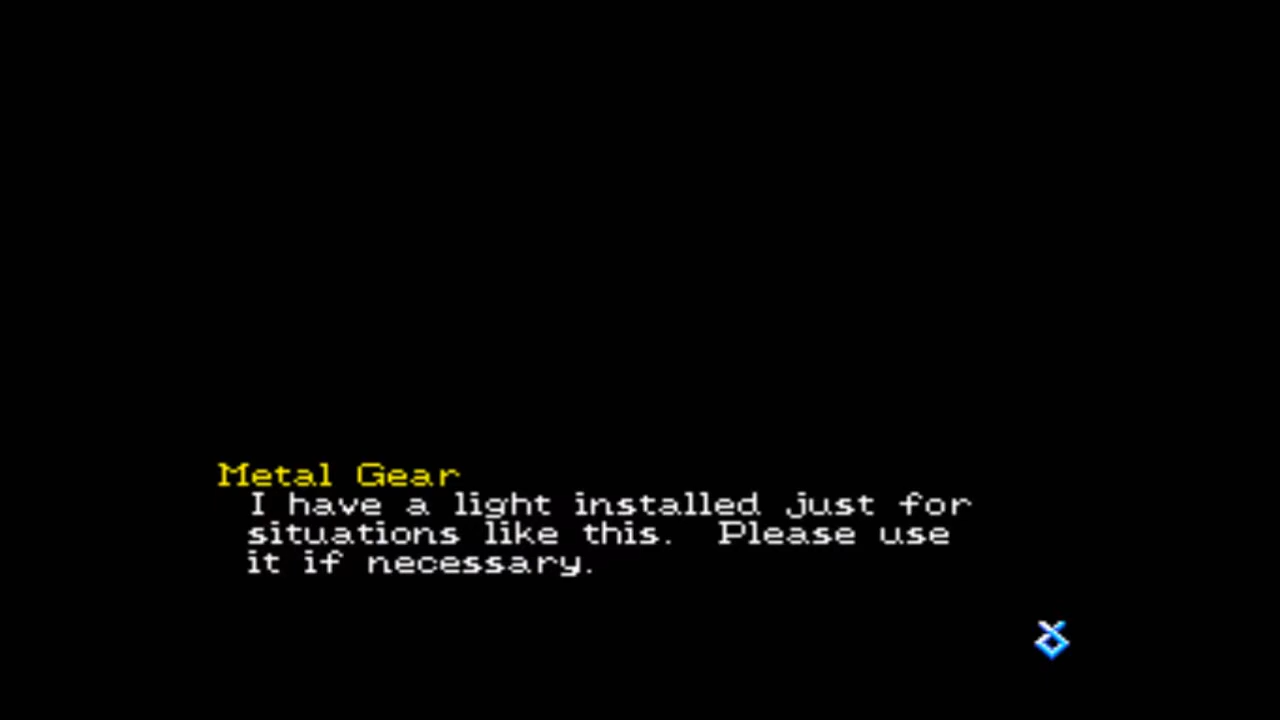 Metal Gear
I have a light installed just for
situations like this.  Please use
it if necessary.